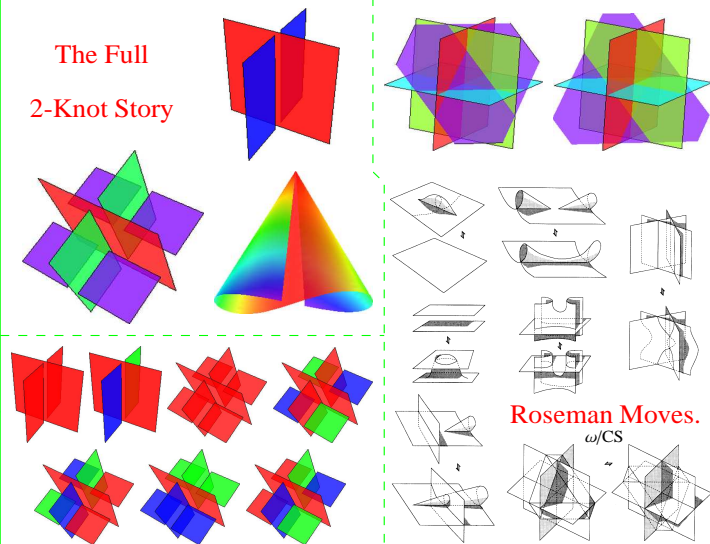 The Full
2-Knot Story
Roseman Moves.
ω/CS